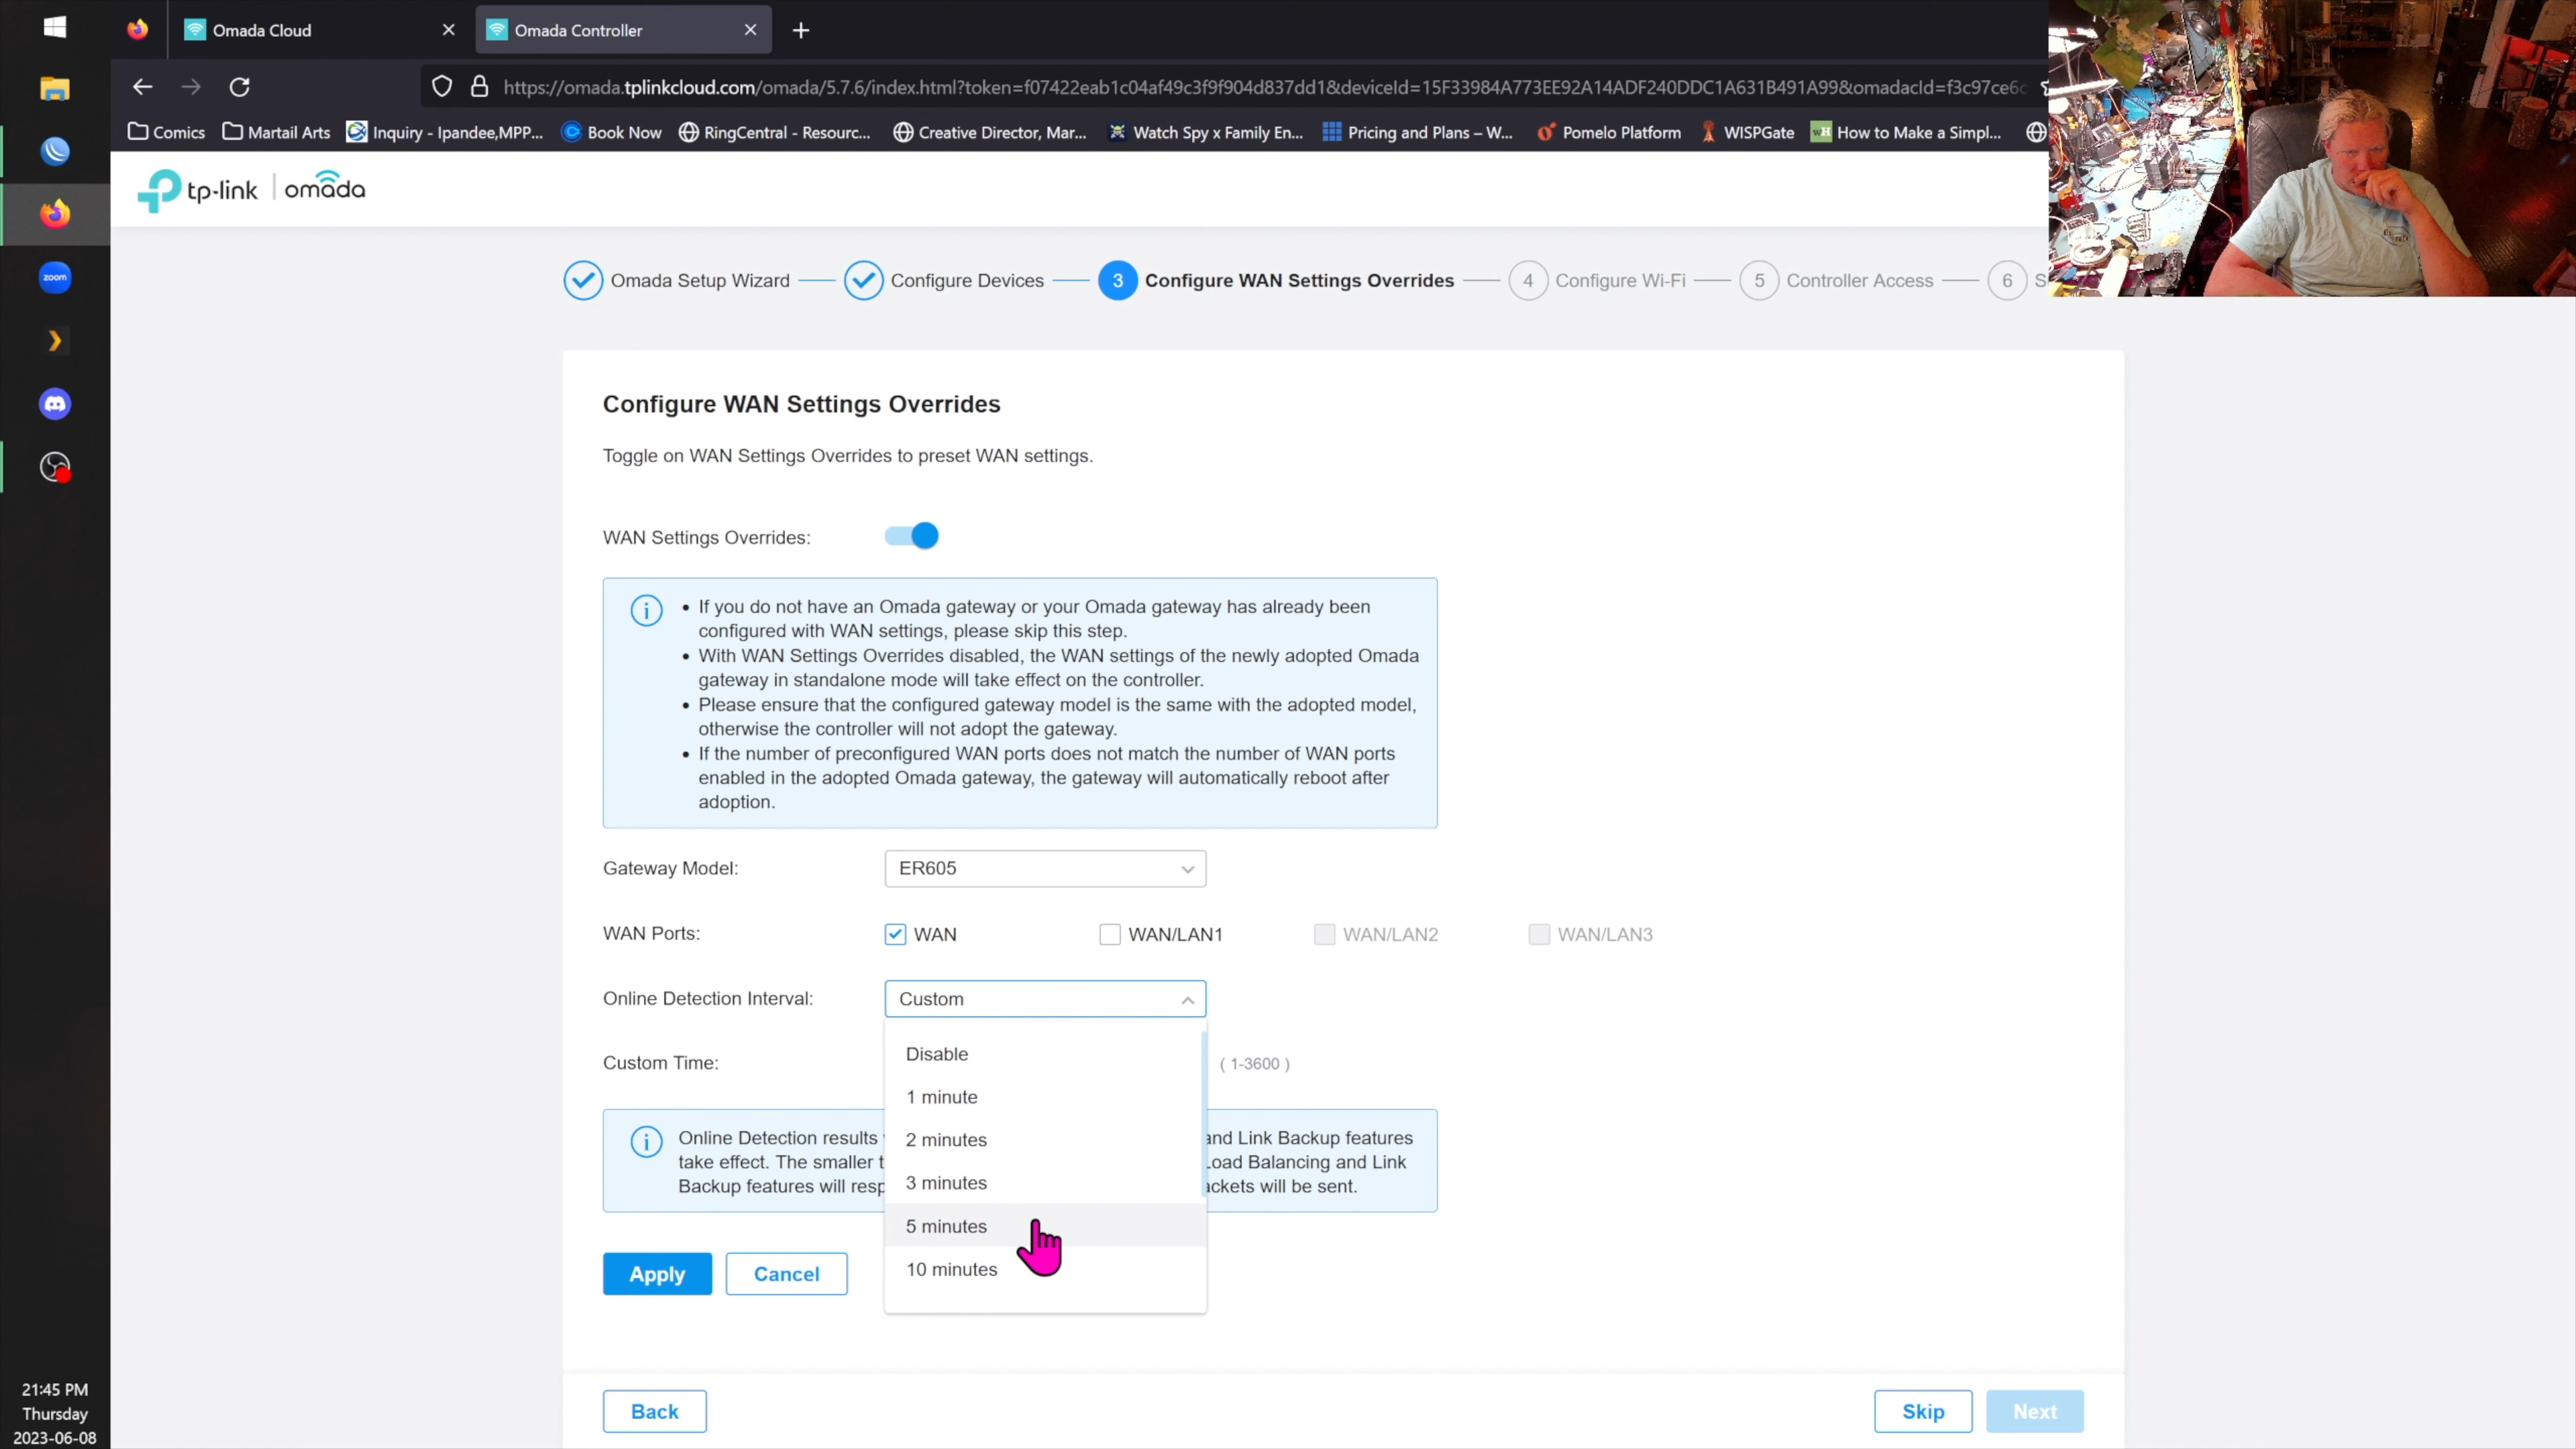 Omada Cloud
Omada Controller
https://omada.tplinkcloud.com/omada/5.7.6/index.html?token=f07422eab1c04af49c3f9f904d837dd1&deviceId=15F33984A773EE92A14ADF240DDC1A631B491A99&omadacId=f3c97ce6c
Comics
Martail Arts
Inquiry - Ipandee,MPP...
Book Now
RingCentral - Resourc...
Creative Director, Mar...
Watch Spy x Family En...
Pricing and Plans – W...
Pomelo Platform
WISPGate
How to Make a Simpl...
tp-link | omada
Omada Setup Wizard
Configure Devices
3 Configure WAN Settings Overrides
4 Configure Wi-Fi
5 Controller Access
6 S
zoom
Configure WAN Settings Overrides
Toggle on WAN Settings Overrides to preset WAN settings.
WAN Settings Overrides:
• If you do not have an Omada gateway or your Omada gateway has already been
configured with WAN settings, please skip this step.
• With WAN Settings Overrides disabled, the WAN settings of the newly adopted Omada
gateway in standalone mode will take effect on the controller.
• Please ensure that the configured gateway model is the same with the adopted model,
otherwise the controller will not adopt the gateway.
• If the number of preconfigured WAN ports does not match the number of WAN ports
enabled in the adopted Omada gateway, the gateway will automatically reboot after
adoption.
Gateway Model: ER605
WAN Ports: WAN WAN/LAN1 WAN/LAN2 WAN/LAN3
Online Detection Interval: Custom
Disable
Custom Time: ( 1-3600 )
1 minute
2 minutes
3 minutes
5 minutes
10 minutes
Online Detection results and Link Backup features
take effect. The smaller t Load Balancing and Link
Backup features will resp ackets will be sent.
Apply
Cancel
Back
Skip
Next
21:45 PM
Thursday
2023-06-08